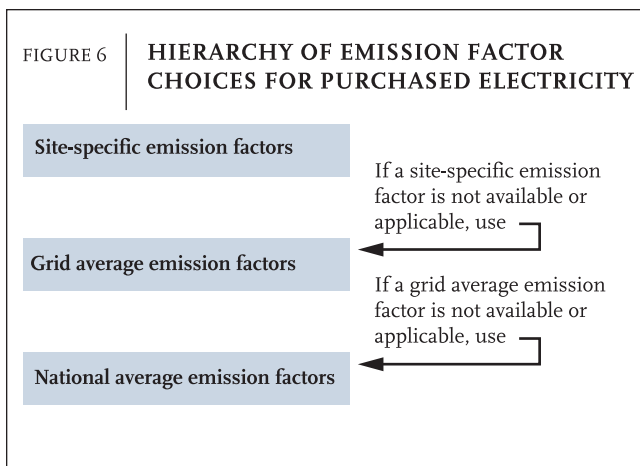 FIGURE 6
HIERARCHY OF EMISSION FACTOR
CHOICES FOR PURCHASED ELECTRICITY
Site-specific emission factors
If a site-specific emission
factor is not available or
applicable, use
Grid average emission factors
If a grid average emission
factor is not available or
applicable, use
National average emission factors